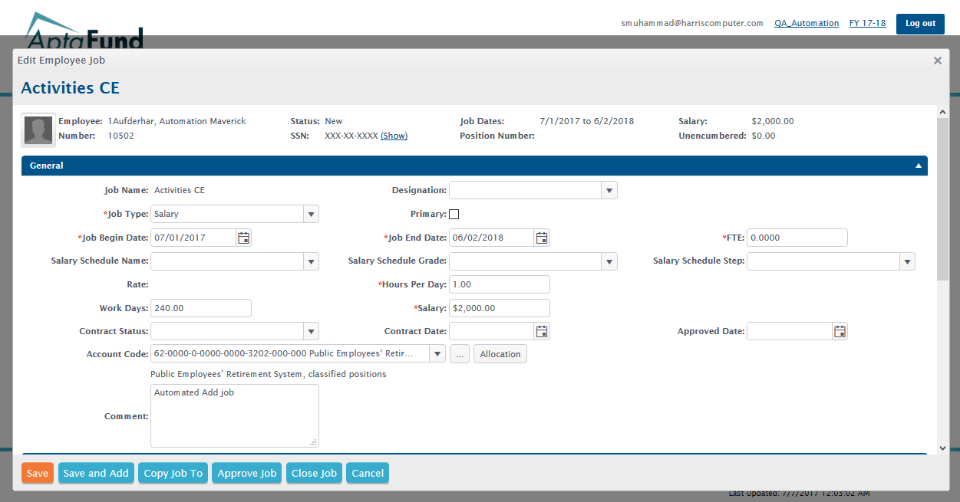 smuhammad@harriscomputer.com QA_Automation FY 17-18 Log out
AptaFund
Edit Employee Job
Activities CE
Employee: 1Aufderhar, Automation Maverick Status: New Job Dates: 7/1/2017 to 6/2/2018 Salary: $2,000.00
Number: 10502 SSN: XXX-XX-XXXX (Show) Position Number: Unencumbered: $0.00
General
Job Name: Activities CE Designation:
*Job Type: Salary Primary:
*Job Begin Date: 07/01/2017 *Job End Date: 06/02/2018 *FTE: 0.0000
Salary Schedule Name: Salary Schedule Grade: Salary Schedule Step:
Rate: *Hours Per Day: 1.00
Work Days: 240.00 *Salary: $2,000.00
Contract Status: Contract Date: Approved Date:
Account Code: 62-0000-0-0000-0000-3202-000-000 Public Employees' Retir... ... Allocation
Public Employees' Retirement System, classified positions
Automated Add job
Comment:
Save Save and Add Copy Job To Approve Job Close Job Cancel
Last Updated: 7/7/2017 12:03:02 AM